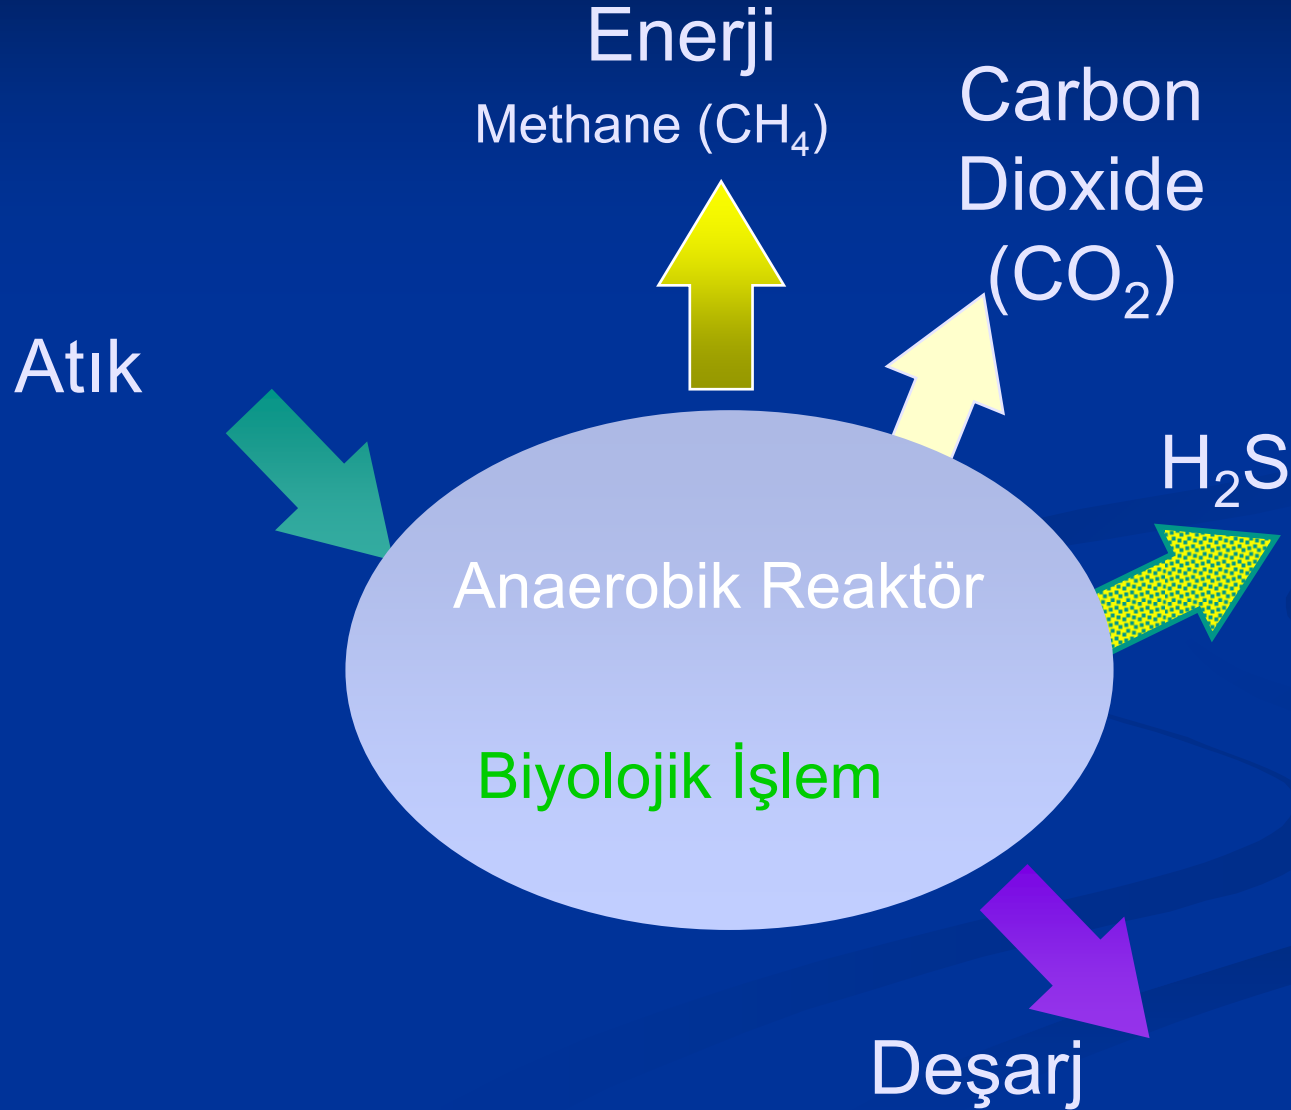 Enerji
Methane (CH₄)
Carbon
Dioxide
(CO₂)
Atık
H₂S
Anaerobik Reaktör
Biyolojik İşlem
Deşarj